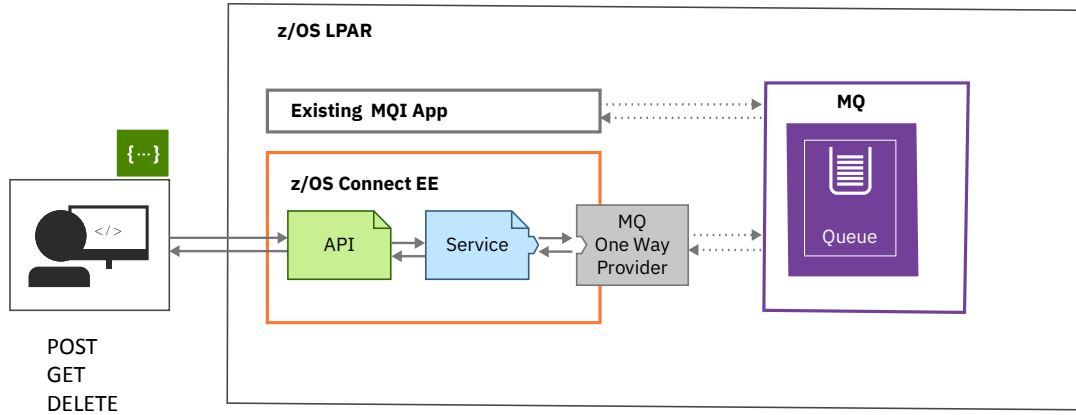 z/OS LPAR
Existing MQI App
MQ
{...}
z/OS Connect EE
</>
API
Service
MQ
One Way
Provider
Queue
POST
GET
DELETE